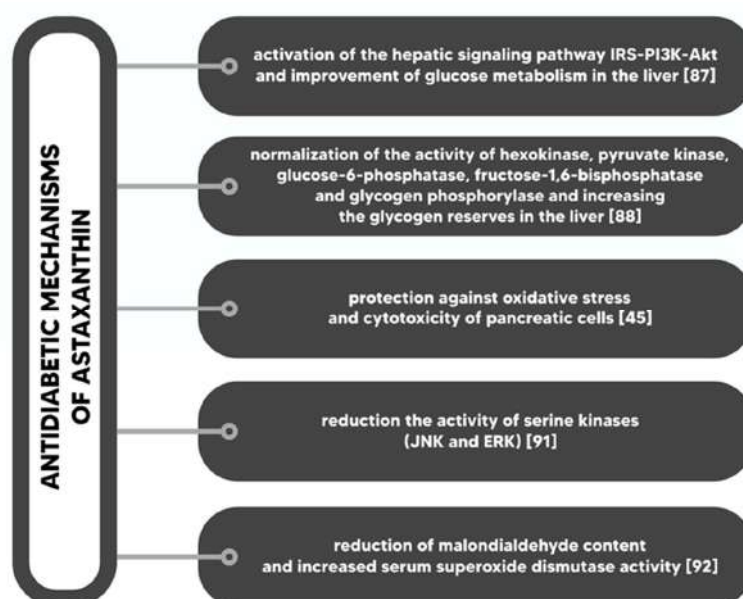 ANTIDIABETIC MECHANISMS
OF ASTAXANTHIN
activation of the hepatic signaling pathway IRS-PI3K-Akt
and improvement of glucose metabolism in the liver [87]
normalization of the activity of hexokinase, pyruvate kinase,
glucose-6-phosphatase, fructose-1,6-bisphosphatase
and glycogen phosphorylase and increasing
the glycogen reserves in the liver [88]
protection against oxidative stress
and cytotoxicity of pancreatic cells [45]
reduction the activity of serine kinases
(JNK and ERK) [91]
reduction of malondialdehyde content
and increased serum superoxide dismutase activity [92]